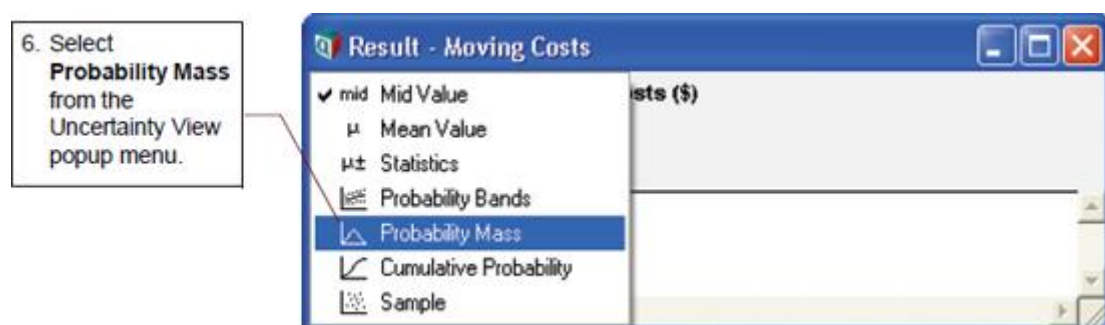 6. Select
Probability Mass
from the
Uncertainty View
popup menu.
Result - Moving Costs
mid Mid Value
sts ($)
μ Mean Value
μ± Statistics
Probability Bands
Probability Mass
Cumulative Probability
Sample